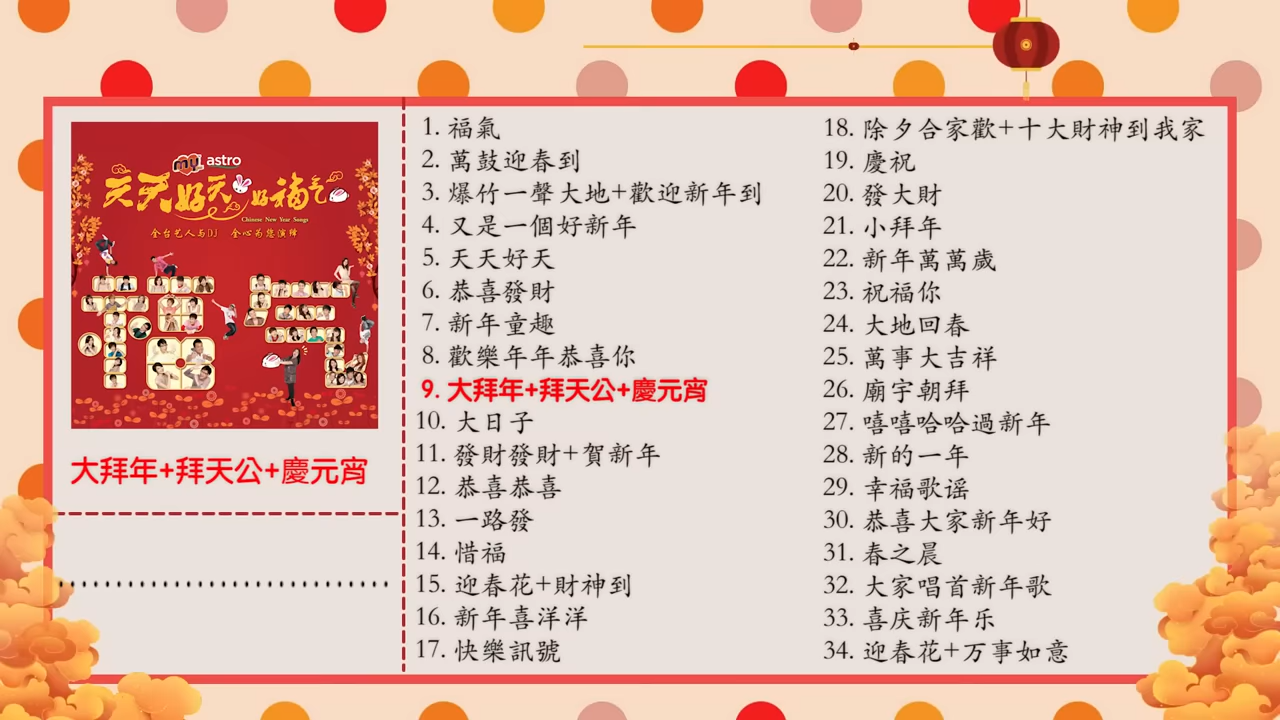 my astro
天天好天 好福气
Chinese New Year Songs
全台艺人与DJ 全心为您演绎
福气
大拜年+拜天公+慶元宵
1. 福氣
2. 萬鼓迎春到
3. 爆竹一聲大地+歡迎新年到
4. 又是一個好新年
5. 天天好天
6. 恭喜發財
7. 新年童趣
8. 歡樂年年恭喜你
9. 大拜年+拜天公+慶元宵
10. 大日子
11. 發財發財+賀新年
12. 恭喜恭喜
13. 一路發
14. 惜福
15. 迎春花+財神到
16. 新年喜洋洋
17. 快樂訊號
18. 除夕合家歡+十大財神到我家
19. 慶祝
20. 發大財
21. 小拜年
22. 新年萬萬歲
23. 祝福你
24. 大地回春
25. 萬事大吉祥
26. 廟宇朝拜
27. 嘻嘻哈哈過新年
28. 新的一年
29. 幸福歌谣
30. 恭喜大家新年好
31. 春之晨
32. 大家唱首新年歌
33. 喜庆新年乐
34. 迎春花+万事如意